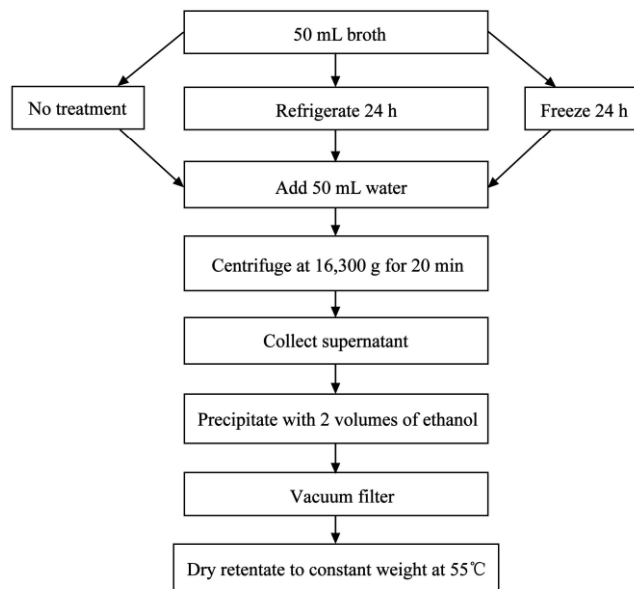 50 mL broth
No treatment
Refrigerate 24 h
Freeze 24 h
Add 50 mL water
Centrifuge at 16,300 g for 20 min
Collect supernatant
Precipitate with 2 volumes of ethanol
Vacuum filter
Dry retentate to constant weight at 55℃